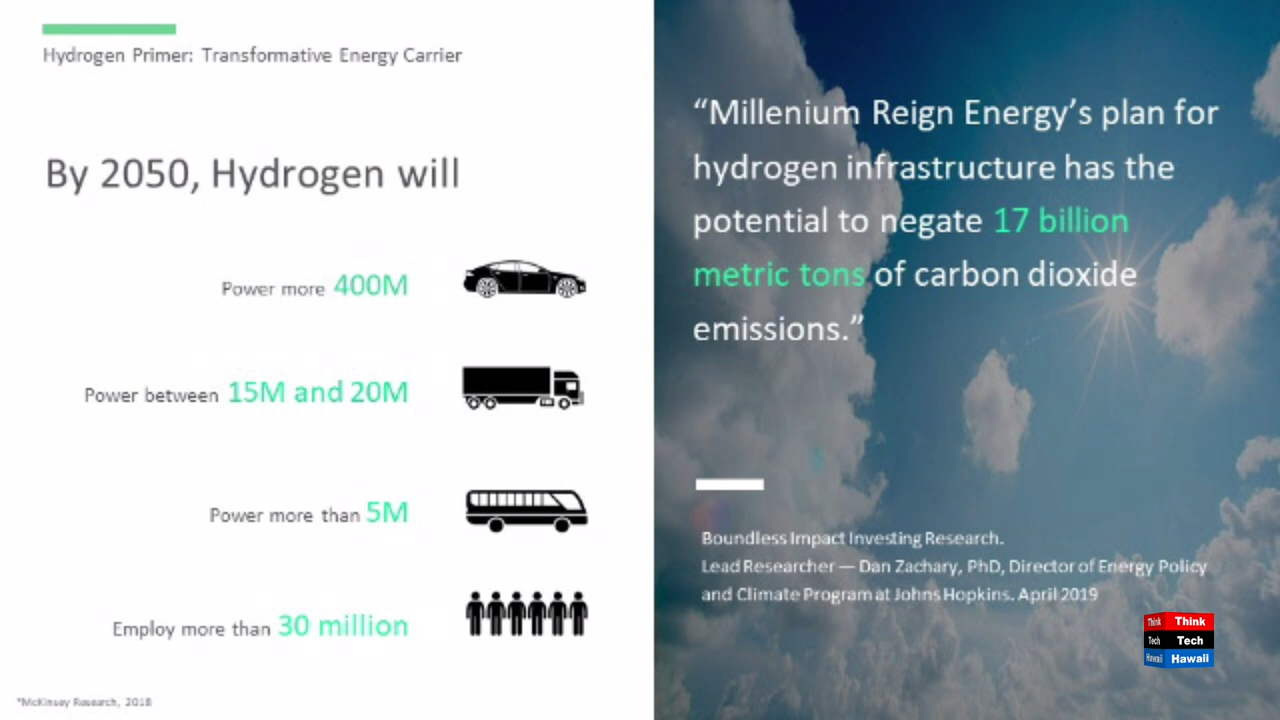 Hydrogen Primer: Transformative Energy Carrier
By 2050, Hydrogen will
Power more 400M
Power between 15M and 20M
Power more than 5M
Employ more than 30 million
*McKinsey Research, 2018
“Millenium Reign Energy’s plan for
hydrogen infrastructure has the
potential to negate 17 billion
metric tons of carbon dioxide
emissions.”
Boundless Impact Investing Research.
Lead Researcher — Dan Zachary, PhD, Director of Energy Policy
and Climate Program at Johns Hopkins. April 2019
Think Think
Tech Tech
Hawaii Hawaii